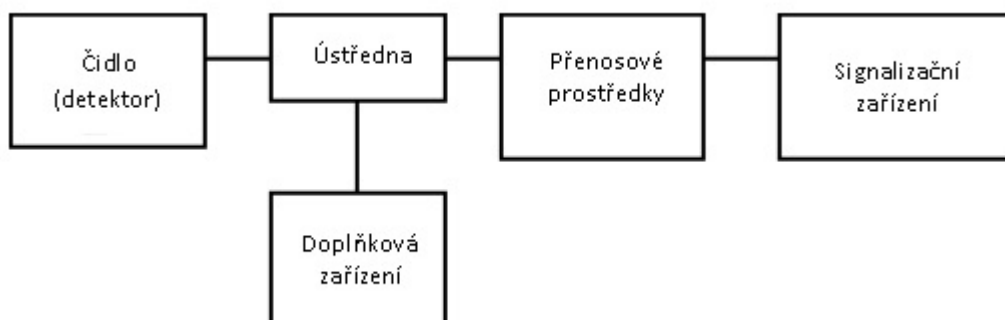 Čidlo
(detektor)
Ústředna
Přenosové
prostředky
Signalizační
zařízení
Doplňková
zařízení